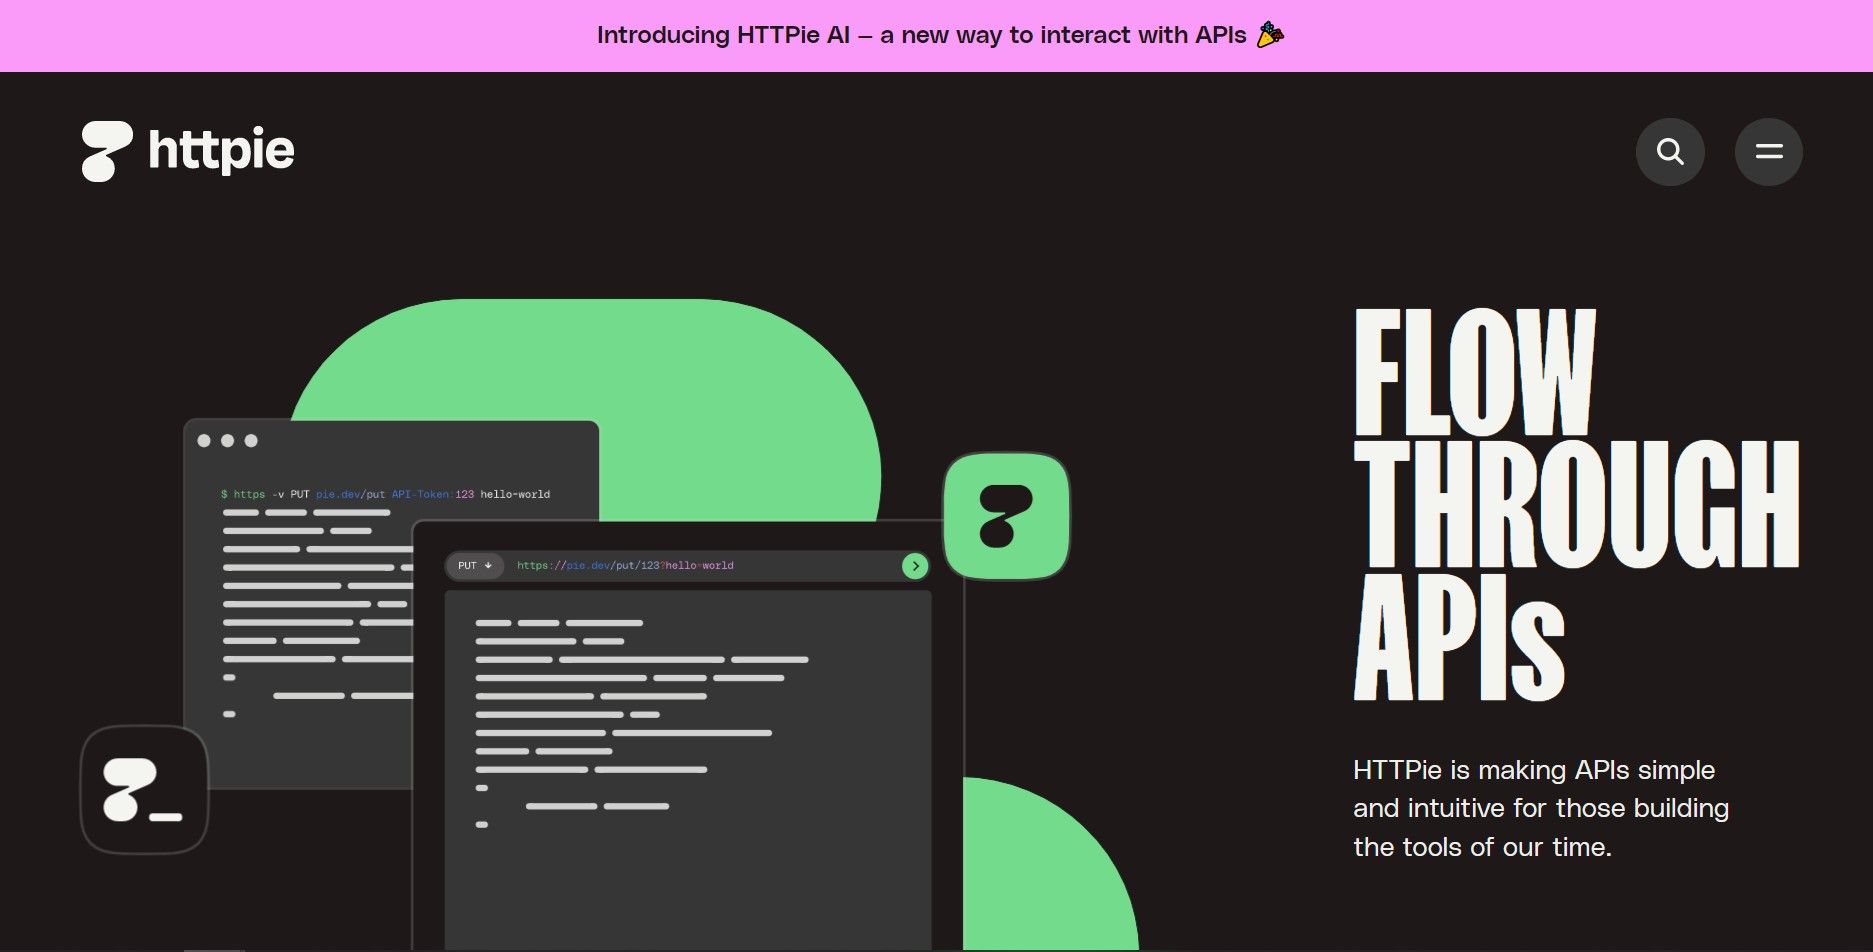 Introducing HTTPie AI – a new way to interact with APIs 🎉
httpie
FLOW
THROUGH
APIs
HTTPie is making APIs simple
and intuitive for those building
the tools of our time.
$ https -v PUT pie.dev/put API-Token:123 hello=world
PUT ↓ https://pie.dev/put/123?hello=world